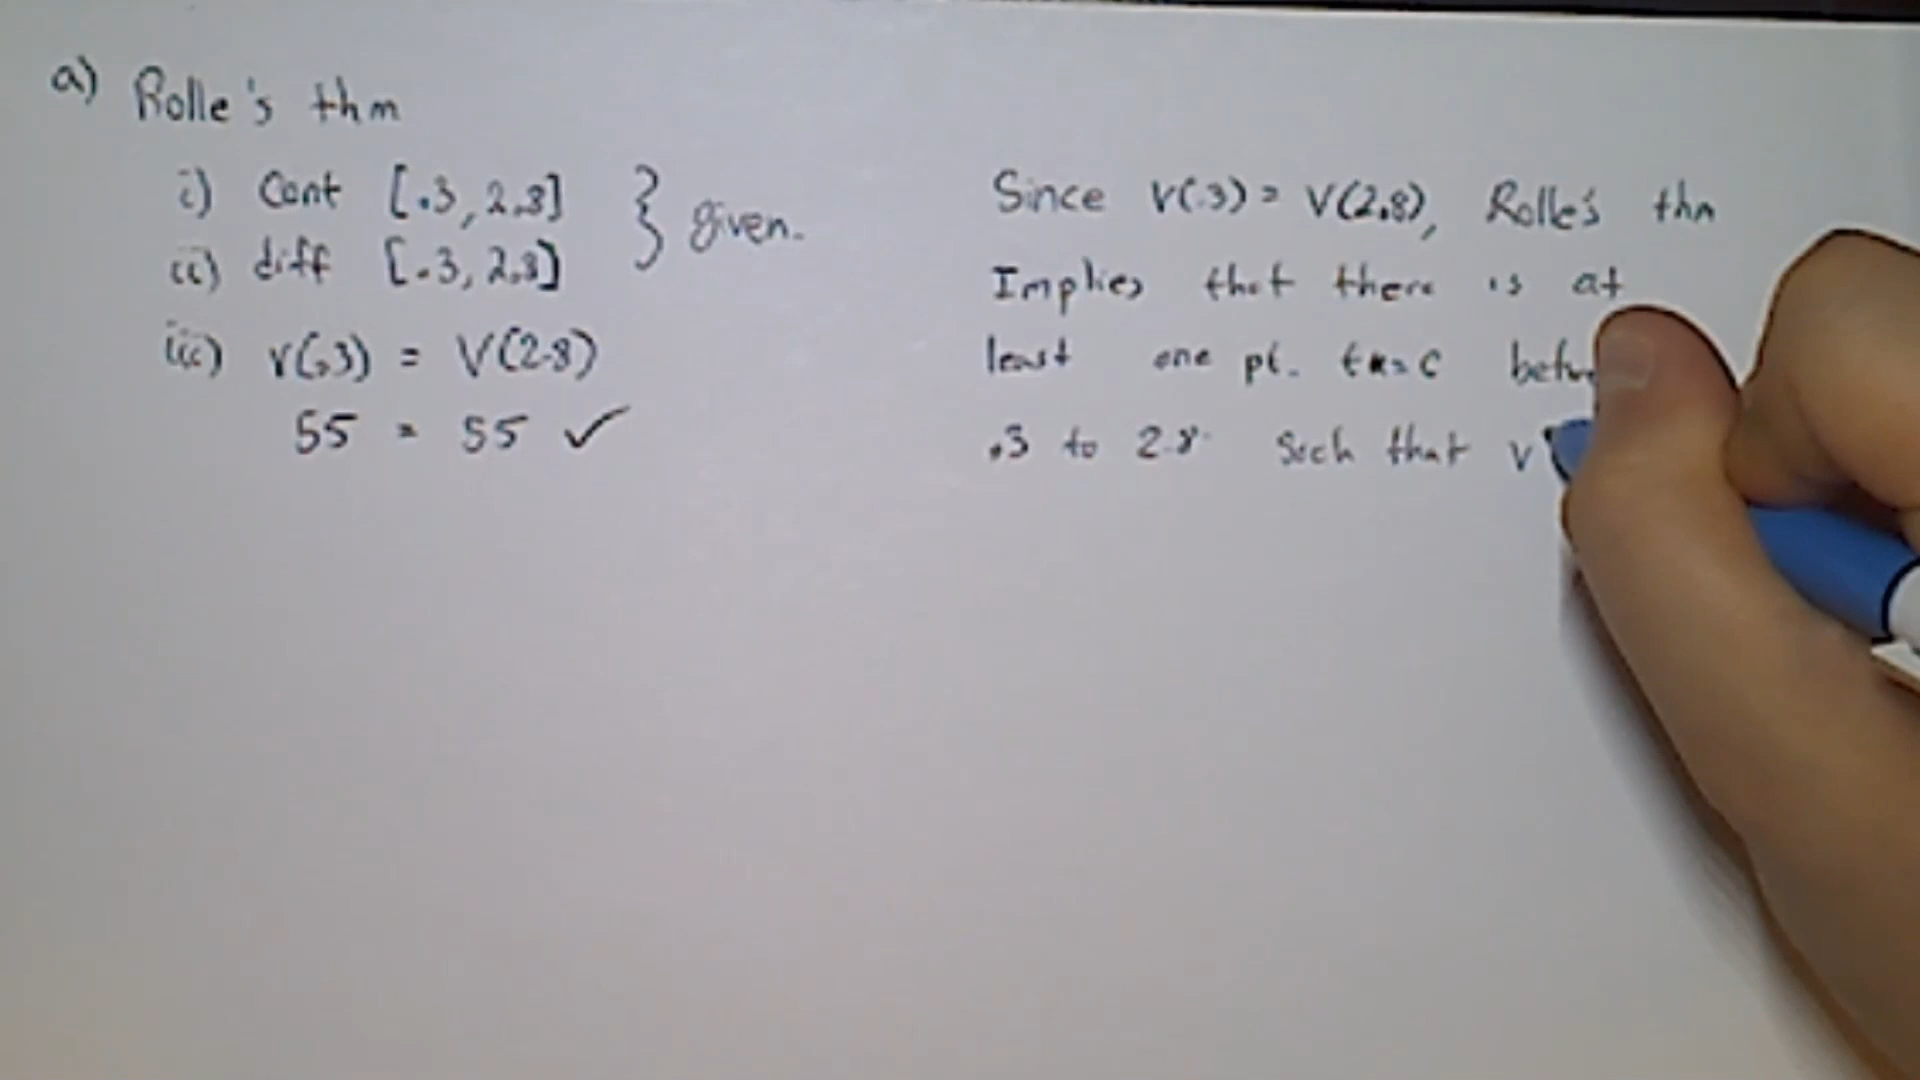 a) Rolle's thm
i) Cont [.3, 2.8] } given.
ii) diff [.3, 2.8]
iii) v(.3) = V(2.8)
55 = 55 ✓
Since v(.3) = V(2.8), Rolle's thm
Implies that there is at
least one pt. t=c
.3 to 2.8 Such that v